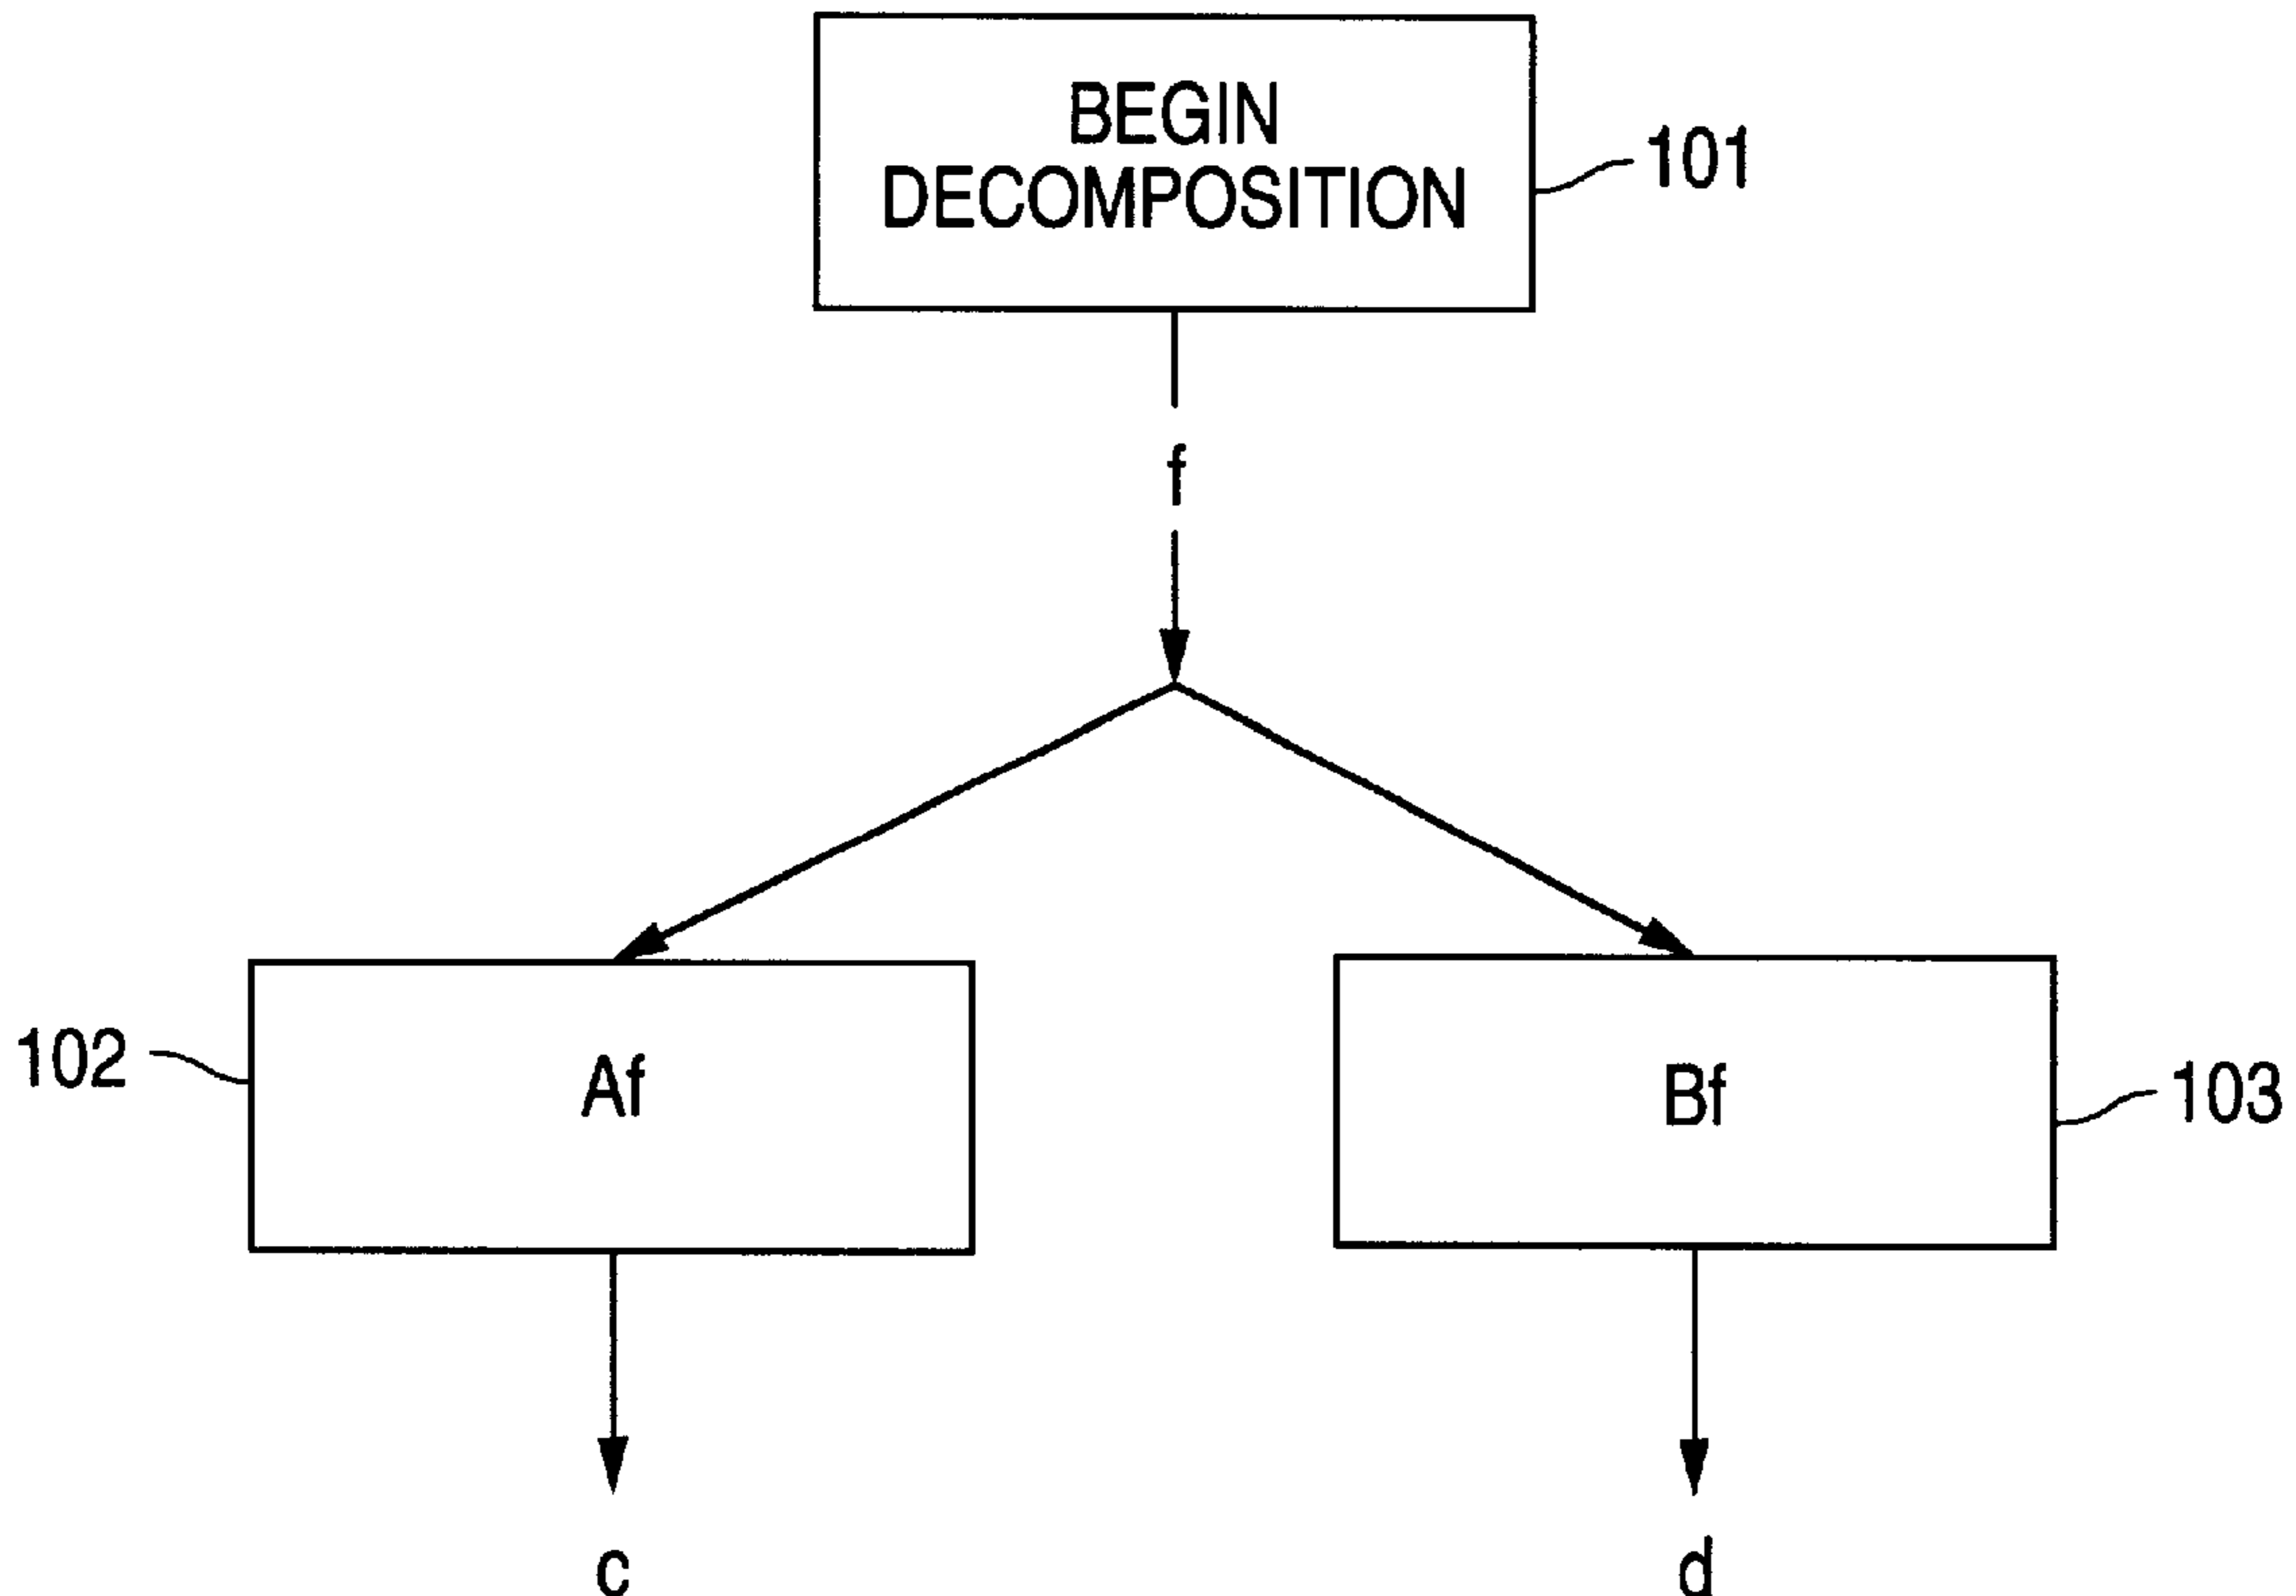 BEGIN
DECOMPOSITION
101
f
102
Af
Bf
103
c
d